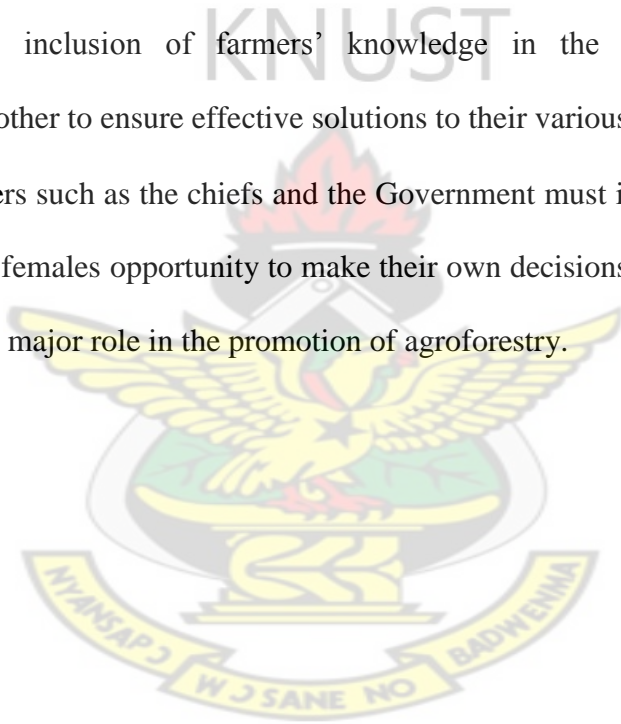 KNUST
inclusion of farmers’ knowledge in the
other to ensure effective solutions to their various
ers such as the chiefs and the Government must i
females opportunity to make their own decisions
major role in the promotion of agroforestry.
NYANSAPƆ WƆSANE NO BADWENMA